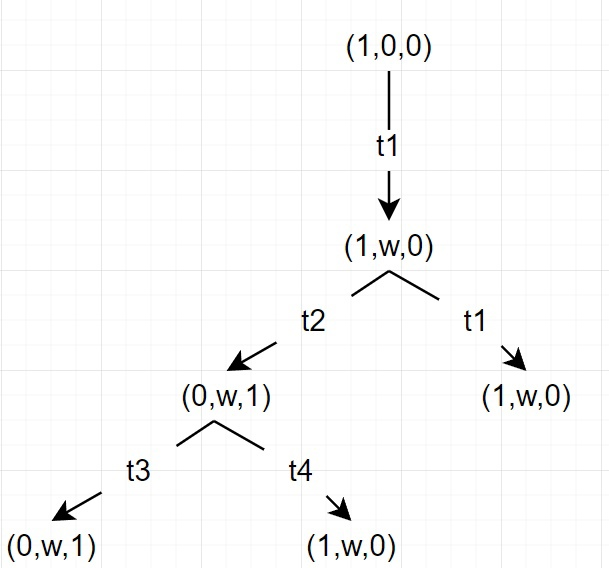 (1,0,0)
t1
(1,w,0)
t2 t1
(0,w,1) (1,w,0)
t3 t4
(0,w,1) (1,w,0)